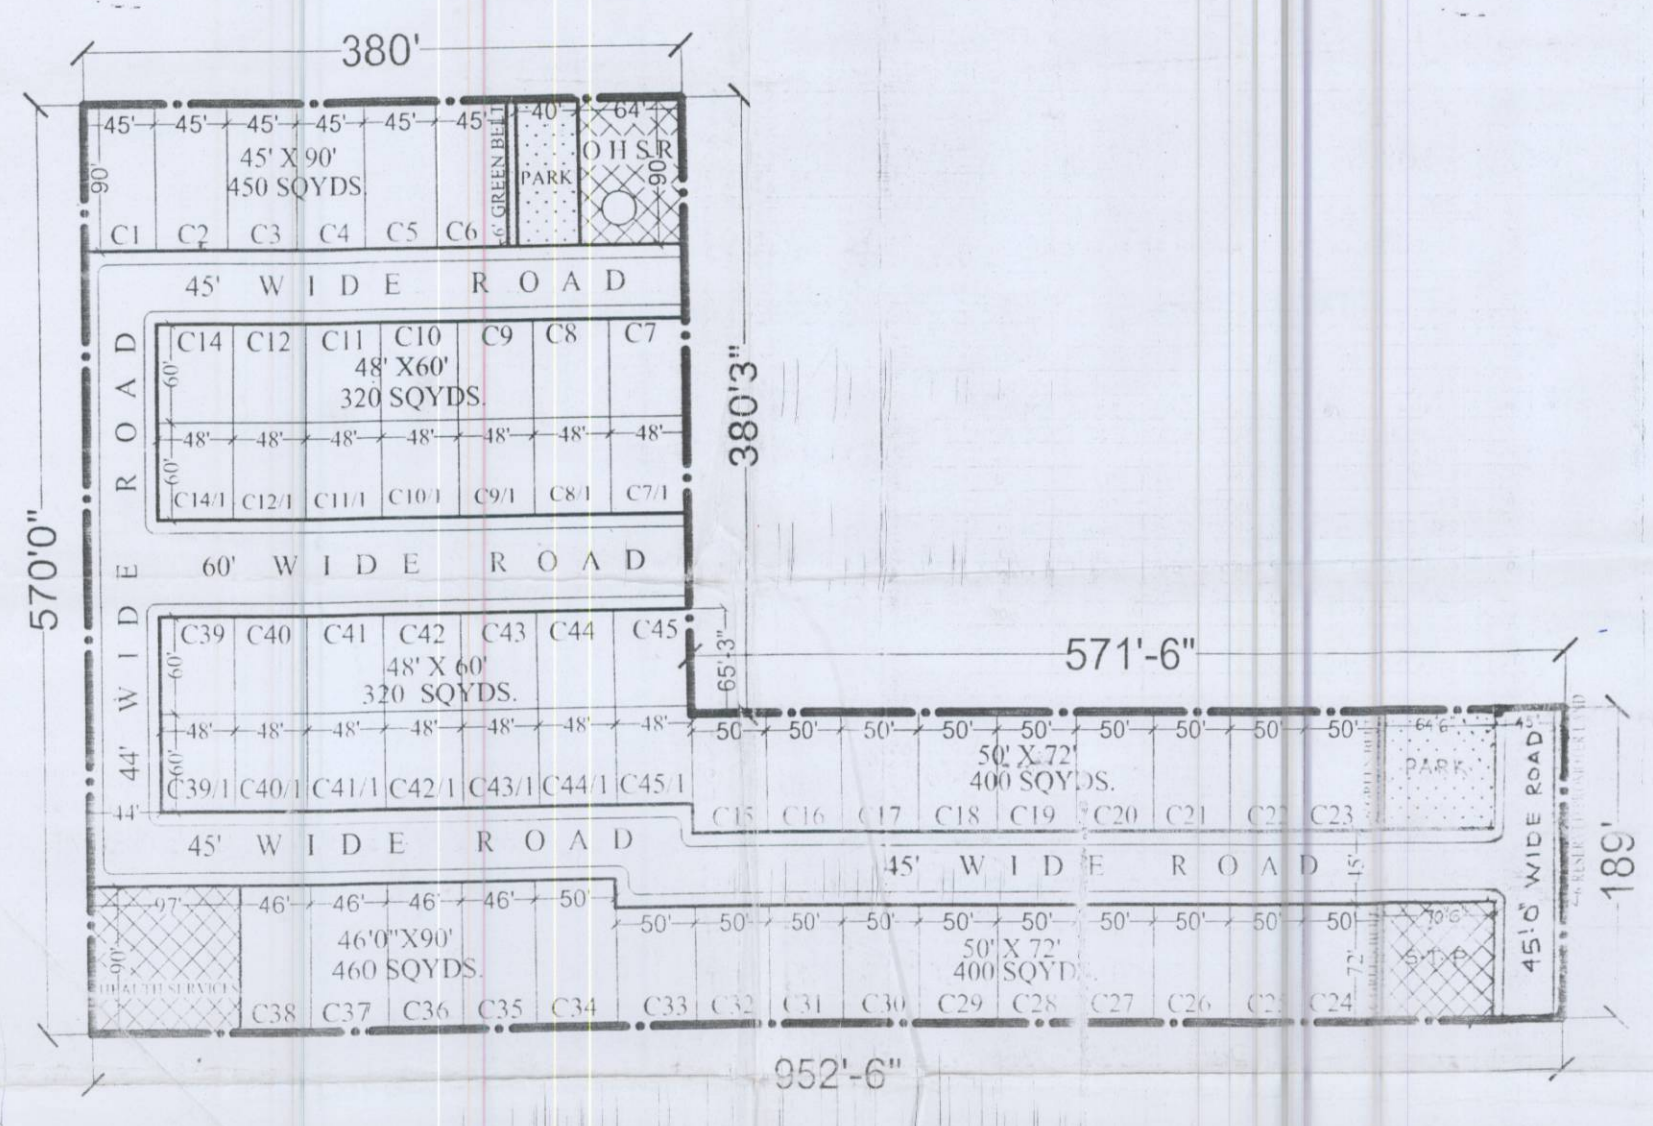 380'
45' 45' 45' 45' 45' 45' 40' 64'
45' X 90'
450 SQYDS.
90'
6' GREEN BELT
PARK
O H S R
90'
C1 C2 C3 C4 C5 C6
45' WIDE ROAD
C14 C12 C11 C10 C9 C8 C7
48' X60'
320 SQYDS.
60'
48' 48' 48' 48' 48' 48' 48'
60'
C14/1 C12/1 C11/1 C10/1 C9/1 C8/1 C7/1
380'3"
570'0"
44' WIDE ROAD
60' WIDE ROAD
C39 C40 C41 C42 C43 C44 C45
48' X 60'
320 SQYDS.
60'
65'-3"
571'-6"
48' 48' 48' 48' 48' 48' 48'
60'
C39/1 C40/1 C41/1 C42/1 C43/1 C44/1 C45/1
50' 50' 50' 50' 50' 50' 50' 50' 50' 64'6" 45'
50' X 72'
400 SQYDS.
PARK
C15 C16 C17 C18 C19 C20 C21 C22 C23
45' WIDE ROAD
45' WIDE ROAD
45'-0" WIDE ROAD
189'
97'
46' 46' 46' 46' 50'
50' 50' 50' 50' 50' 50' 50' 50' 50' 50' 70'6"
46'0"X90'
460 SQYDS.
50' X 72'
400 SQYD.
90'
72'
S.T.P
HEALTH SERVICES
C38 C37 C36 C35 C34 C33 C32 C31 C30 C29 C28 C27 C26 C24
952'-6"